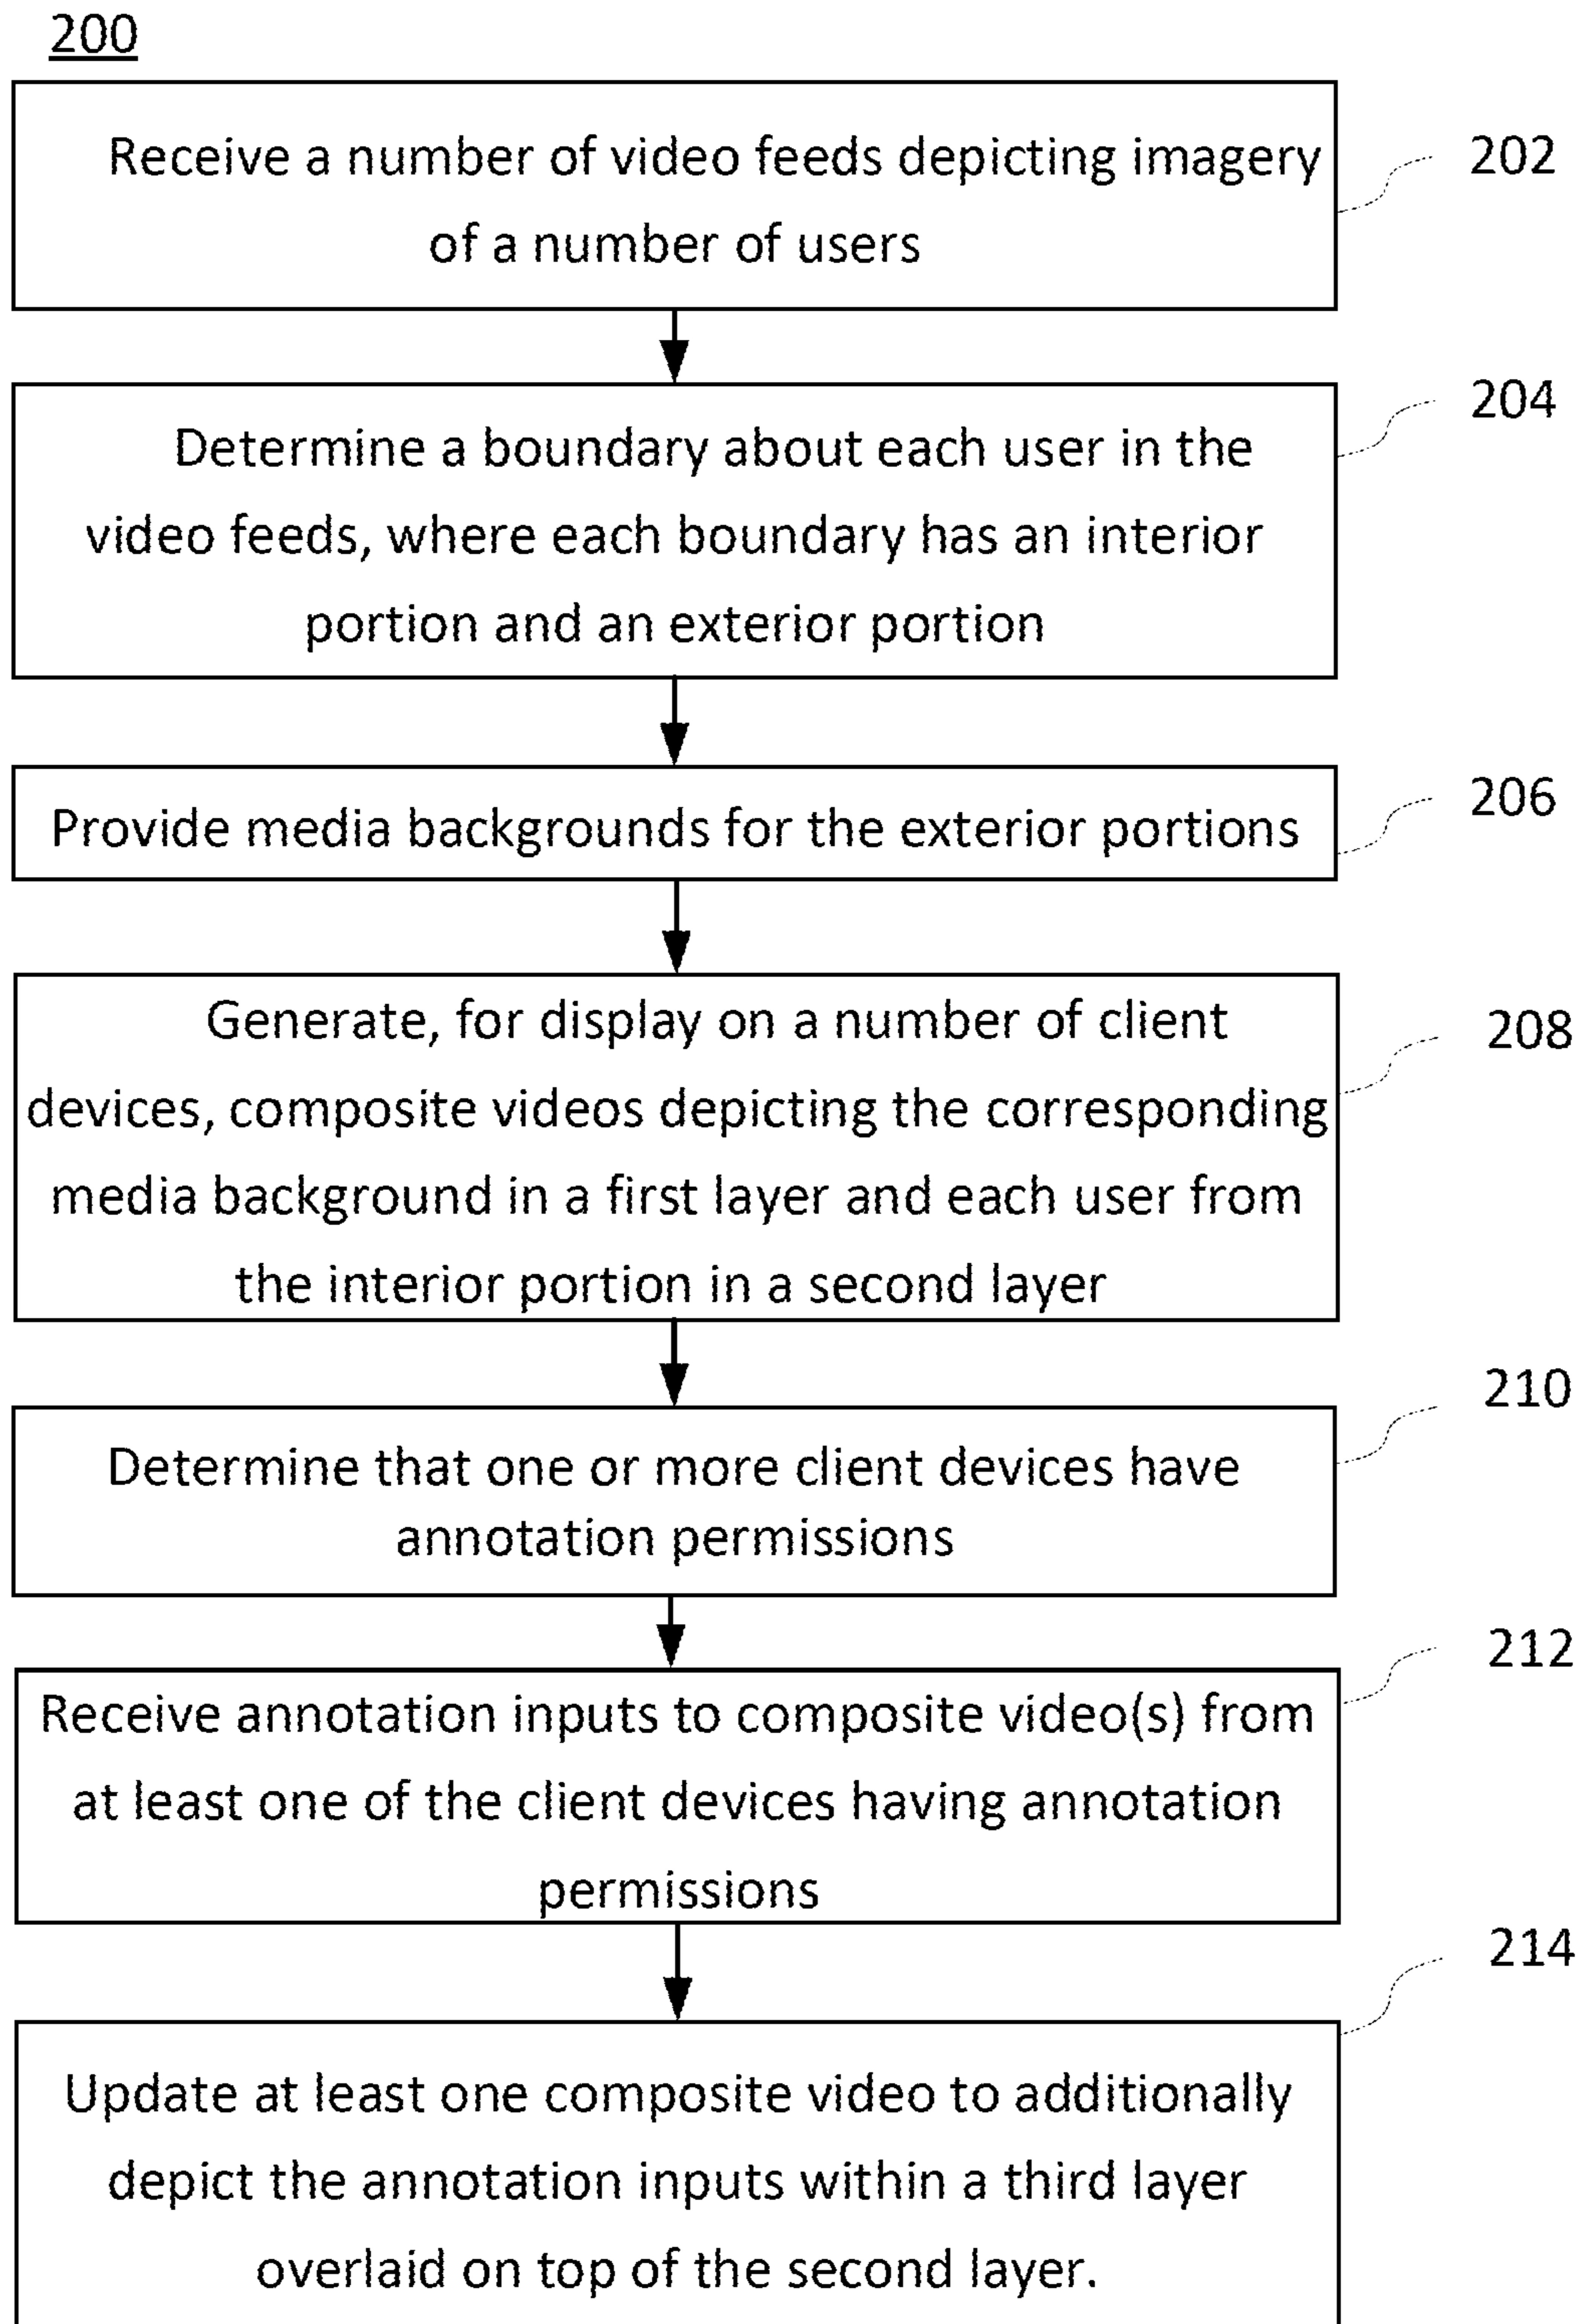 200
Receive a number of video feeds depicting imagery
of a number of users
202
Determine a boundary about each user in the
video feeds, where each boundary has an interior
portion and an exterior portion
204
Provide media backgrounds for the exterior portions
206
Generate, for display on a number of client
devices, composite videos depicting the corresponding
media background in a first layer and each user from
the interior portion in a second layer
208
Determine that one or more client devices have
annotation permissions
210
Receive annotation inputs to composite video(s) from
at least one of the client devices having annotation
permissions
212
Update at least one composite video to additionally
depict the annotation inputs within a third layer
overlaid on top of the second layer.
214